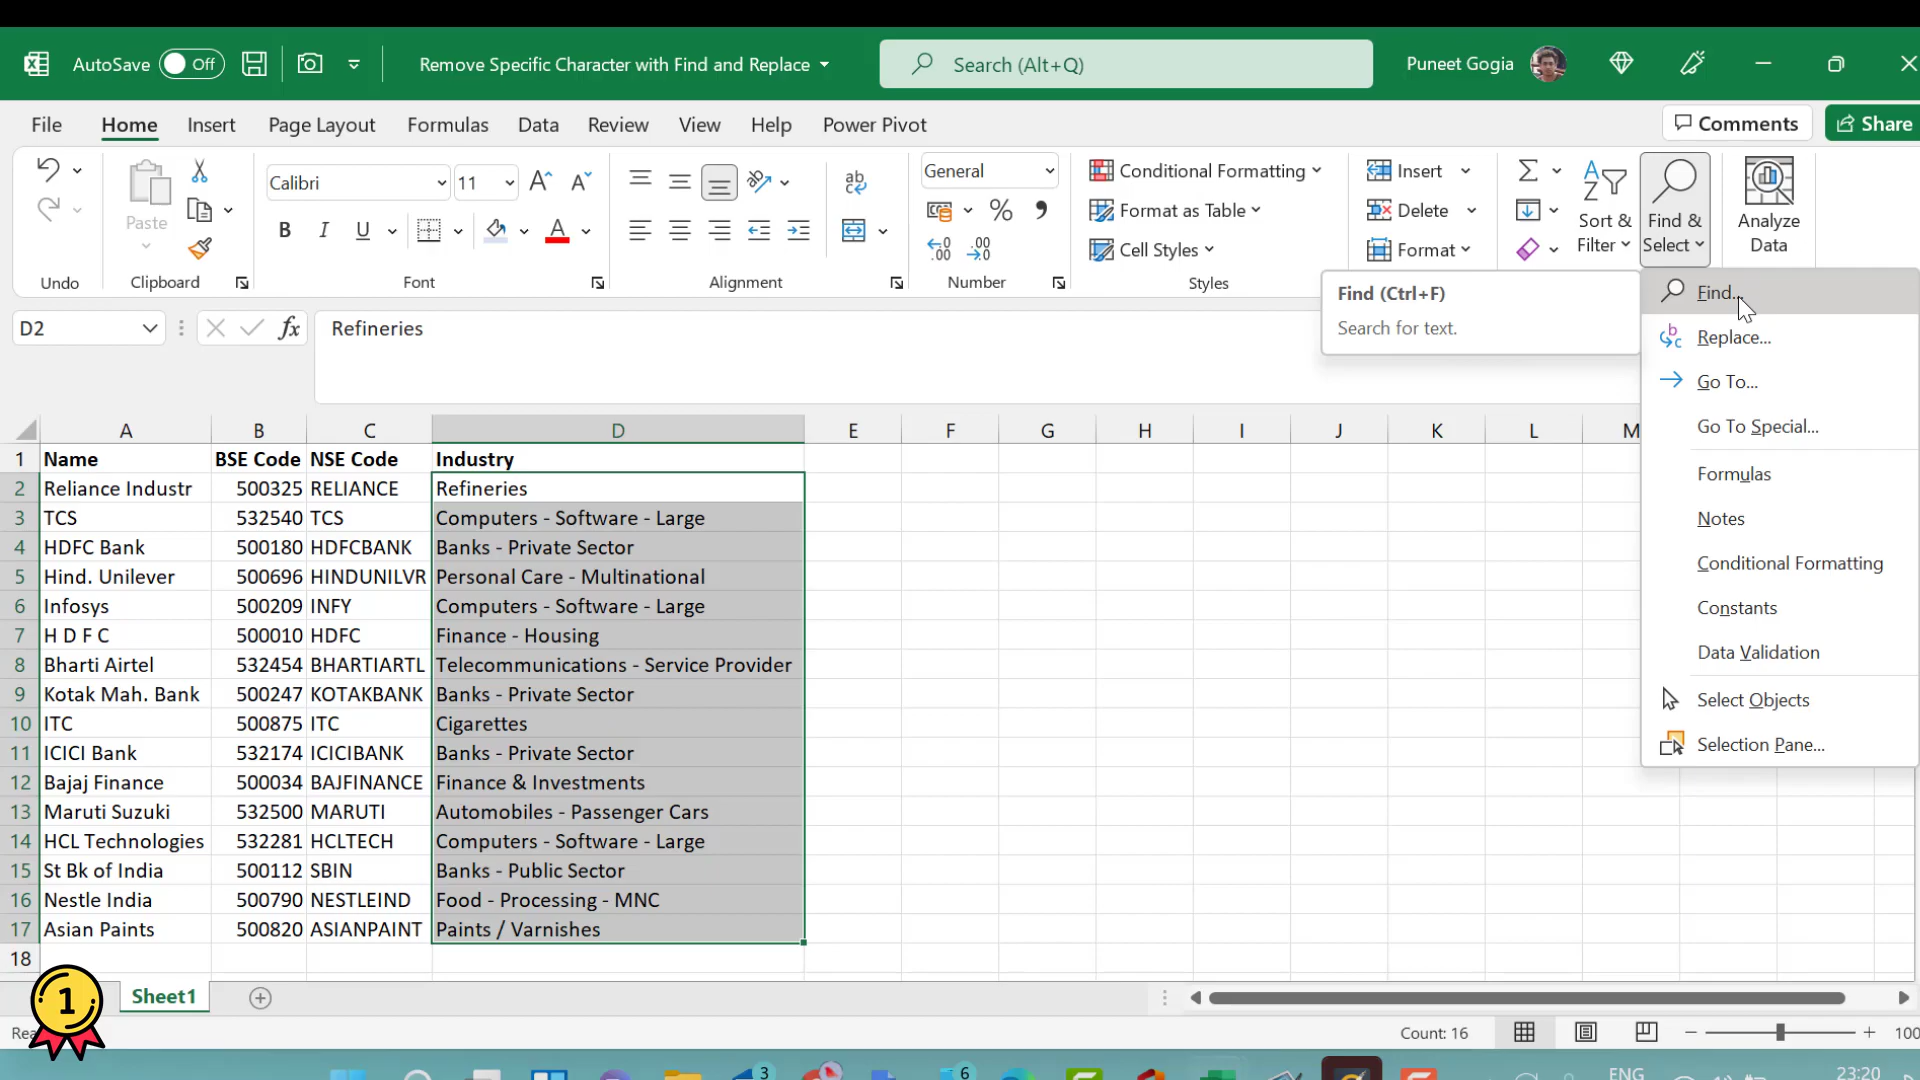 AutoSave Off Remove Specific Character with Find and Replace Search (Alt+Q) Puneet Gogia
File Home Insert Page Layout Formulas Data Review View Help Power Pivot Comments Share
Paste
Calibri 11
B I U
A
ab
c
General
% 9
Conditional Formatting
Format as Table
Cell Styles
Insert
Delete
Format
Sort & Filter
Find & Select
Analyze Data
Undo Clipboard Font Alignment Number Styles
Find (Ctrl+F)
Search for text.
Find...
Replace...
Go To...
Go To Special...
Formulas
Notes
Conditional Formatting
Constants
Data Validation
Select Objects
Selection Pane...
D2 fx Refineries
A B C D E F G H I J K L M
1 Name BSE Code NSE Code Industry
2 Reliance Industr 500325 RELIANCE Refineries
3 TCS 532540 TCS Computers - Software - Large
4 HDFC Bank 500180 HDFCBANK Banks - Private Sector
5 Hind. Unilever 500696 HINDUNILVR Personal Care - Multinational
6 Infosys 500209 INFY Computers - Software - Large
7 H D F C 500010 HDFC Finance - Housing
8 Bharti Airtel 532454 BHARTIARTL Telecommunications - Service Provider
9 Kotak Mah. Bank 500247 KOTAKBANK Banks - Private Sector
10 ITC 500875 ITC Cigarettes
11 ICICI Bank 532174 ICICIBANK Banks - Private Sector
12 Bajaj Finance 500034 BAJFINANCE Finance & Investments
13 Maruti Suzuki 532500 MARUTI Automobiles - Passenger Cars
14 HCL Technologies 532281 HCLTECH Computers - Software - Large
15 St Bk of India 500112 SBIN Banks - Public Sector
16 Nestle India 500790 NESTLEIND Food - Processing - MNC
17 Asian Paints 500820 ASIANPAINT Paints / Varnishes
18
1 Sheet1
Count: 16 100
3 6 ENG 23:20